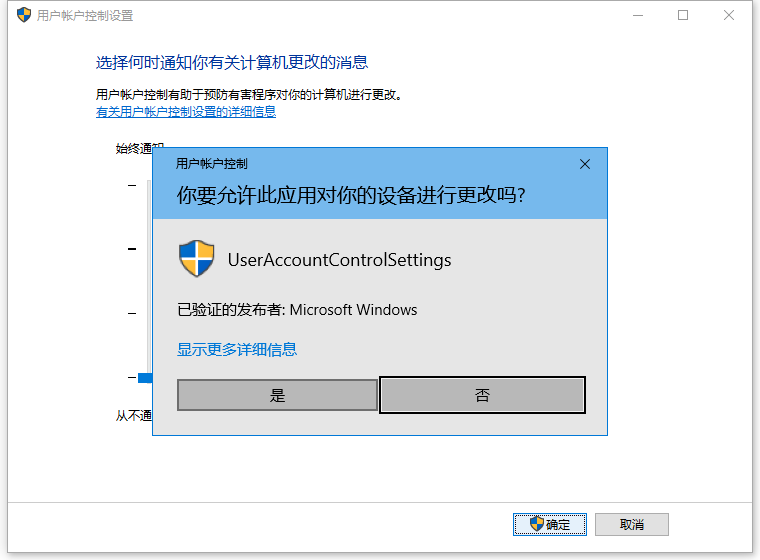 用户帐户控制设置
选择何时通知你有关计算机更改的消息
用户帐户控制有助于预防有害程序对你的计算机进行更改。
有关用户帐户控制设置的详细信息
始终通知
用户帐户控制
你要允许此应用对你的设备进行更改吗?
UserAccountControlSettings
已验证的发布者: Microsoft Windows
显示更多详细信息
是
否
从不通
确定
取消